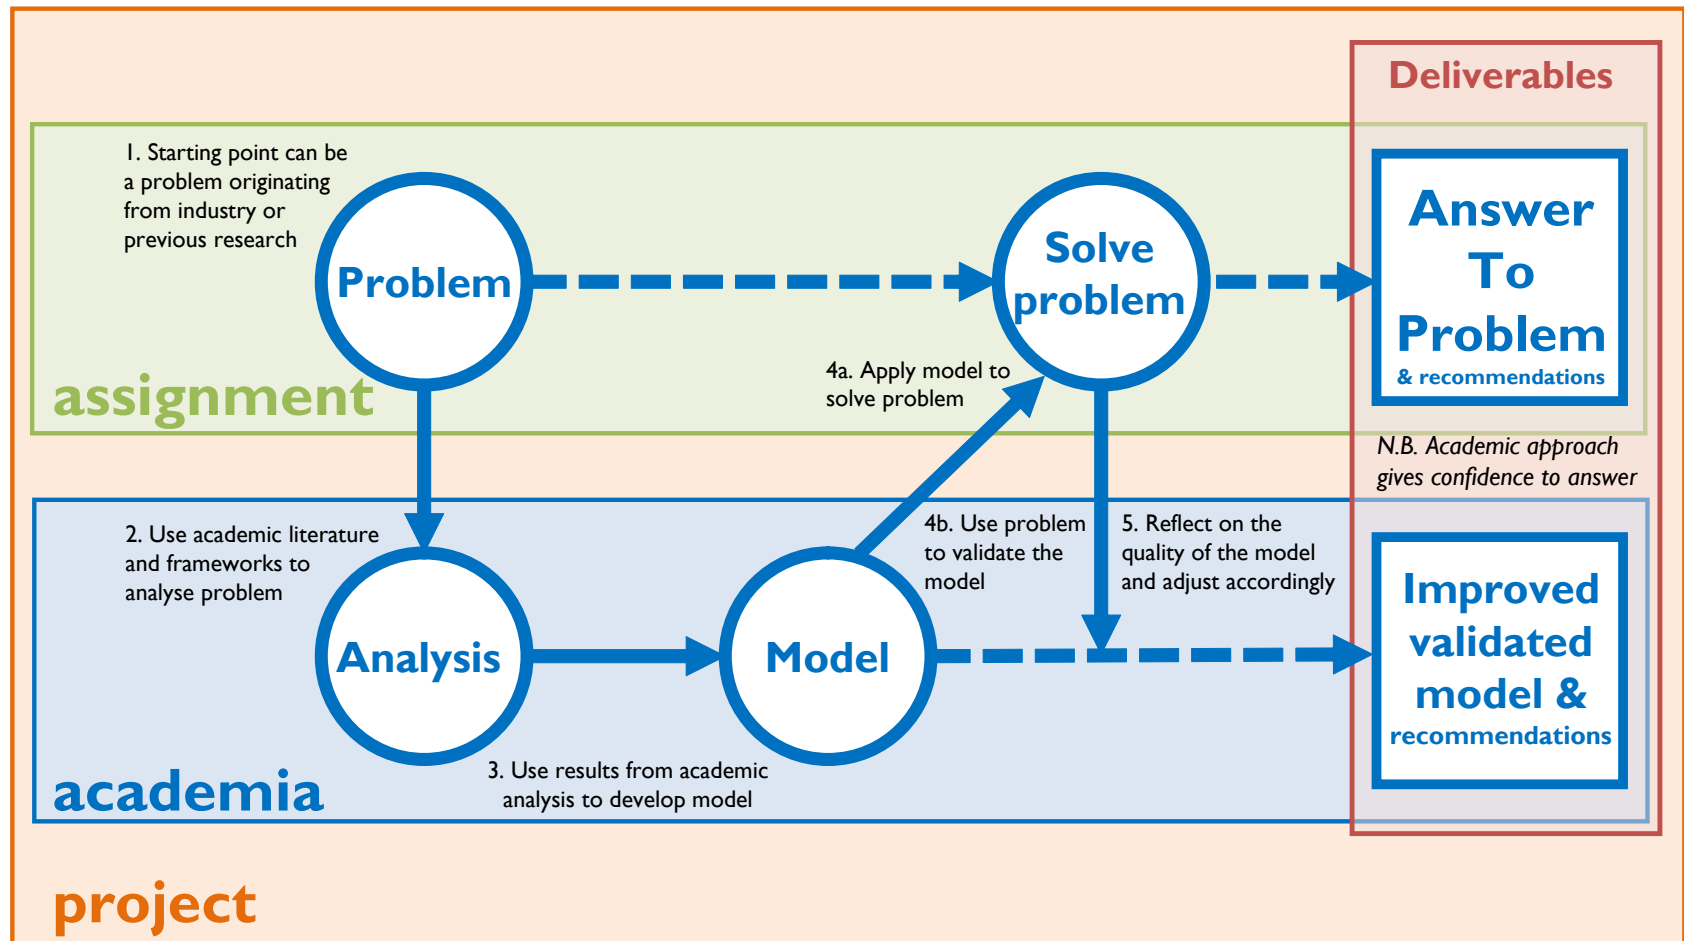 Deliverables
1. Starting point can be
a problem originating
from industry or
previous research
Problem
Solve
problem
Answer
To
Problem
& recommendations
4a. Apply model to
solve problem
assignment
N.B. Academic approach
gives confidence to answer
2. Use academic literature
and frameworks to
analyse problem
4b. Use problem
to validate the
model
5. Reflect on the
quality of the model
and adjust accordingly
Analysis
Model
Improved
validated
model &
recommendations
3. Use results from academic
analysis to develop model
academia
project